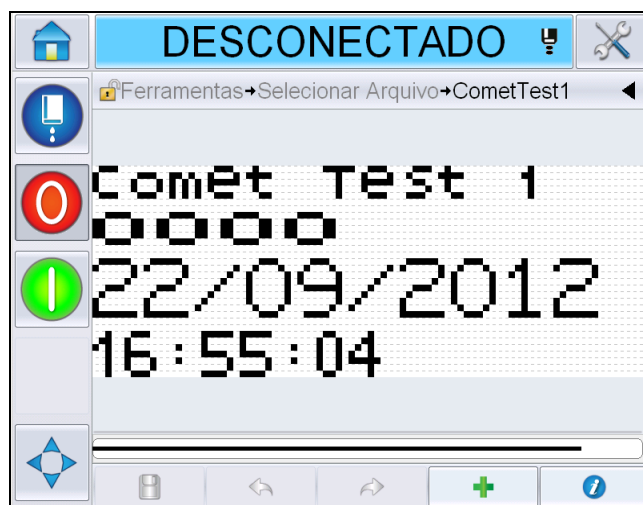 DESCONECTADO
Ferramentas→Selecionar Arquivo→CometTest1
Comet Test 1
0000
22/09/2012
16:55:04